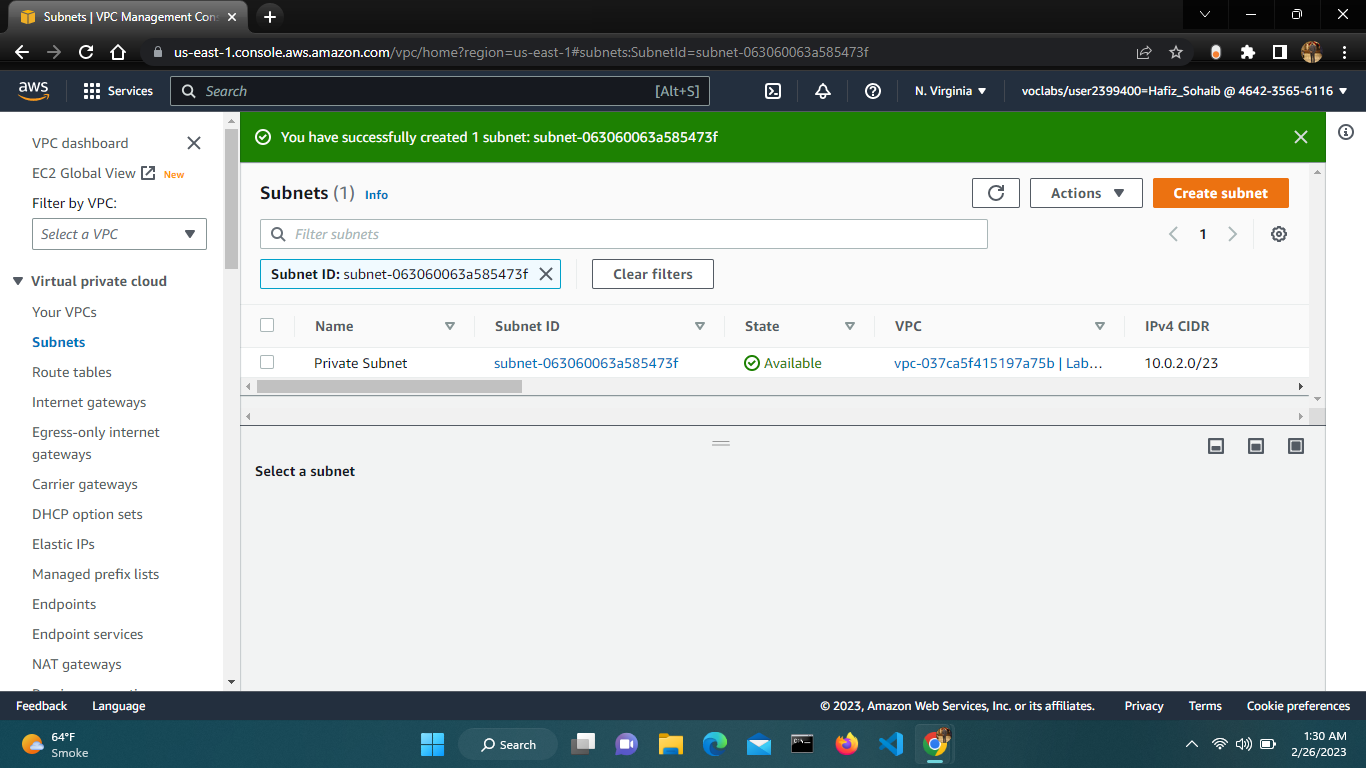 Subnets | VPC Management Con
us-east-1.console.aws.amazon.com/vpc/home?region=us-east-1#subnets:SubnetId=subnet-063060063a585473f
aws
Services
Search
[Alt+S]
N. Virginia
voclabs/user2399400=Hafiz_Sohaib @ 4642-3565-6116
VPC dashboard
EC2 Global View
New
Filter by VPC:
Select a VPC
Virtual private cloud
Your VPCs
Subnets
Route tables
Internet gateways
Egress-only internet
gateways
Carrier gateways
DHCP option sets
Elastic IPs
Managed prefix lists
Endpoints
Endpoint services
NAT gateways
You have successfully created 1 subnet: subnet-063060063a585473f
Subnets (1) Info
Actions
Create subnet
Filter subnets
1
Subnet ID: subnet-063060063a585473f
Clear filters
Name
Subnet ID
State
VPC
IPv4 CIDR
Private Subnet
subnet-063060063a585473f
Available
vpc-037ca5f415197a75b | Lab...
10.0.2.0/23
Select a subnet
Feedback
Language
© 2023, Amazon Web Services, Inc. or its affiliates.
Privacy
Terms
Cookie preferences
64°F
Smoke
Search
1:30 AM
2/26/2023